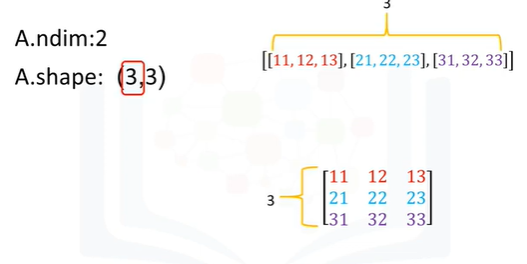 3
A.ndim:2
[[11,12,13],[21,22,23],[31,32,33]]
A.shape: (3,3)
3
11 12 13
21 22 23
31 32 33